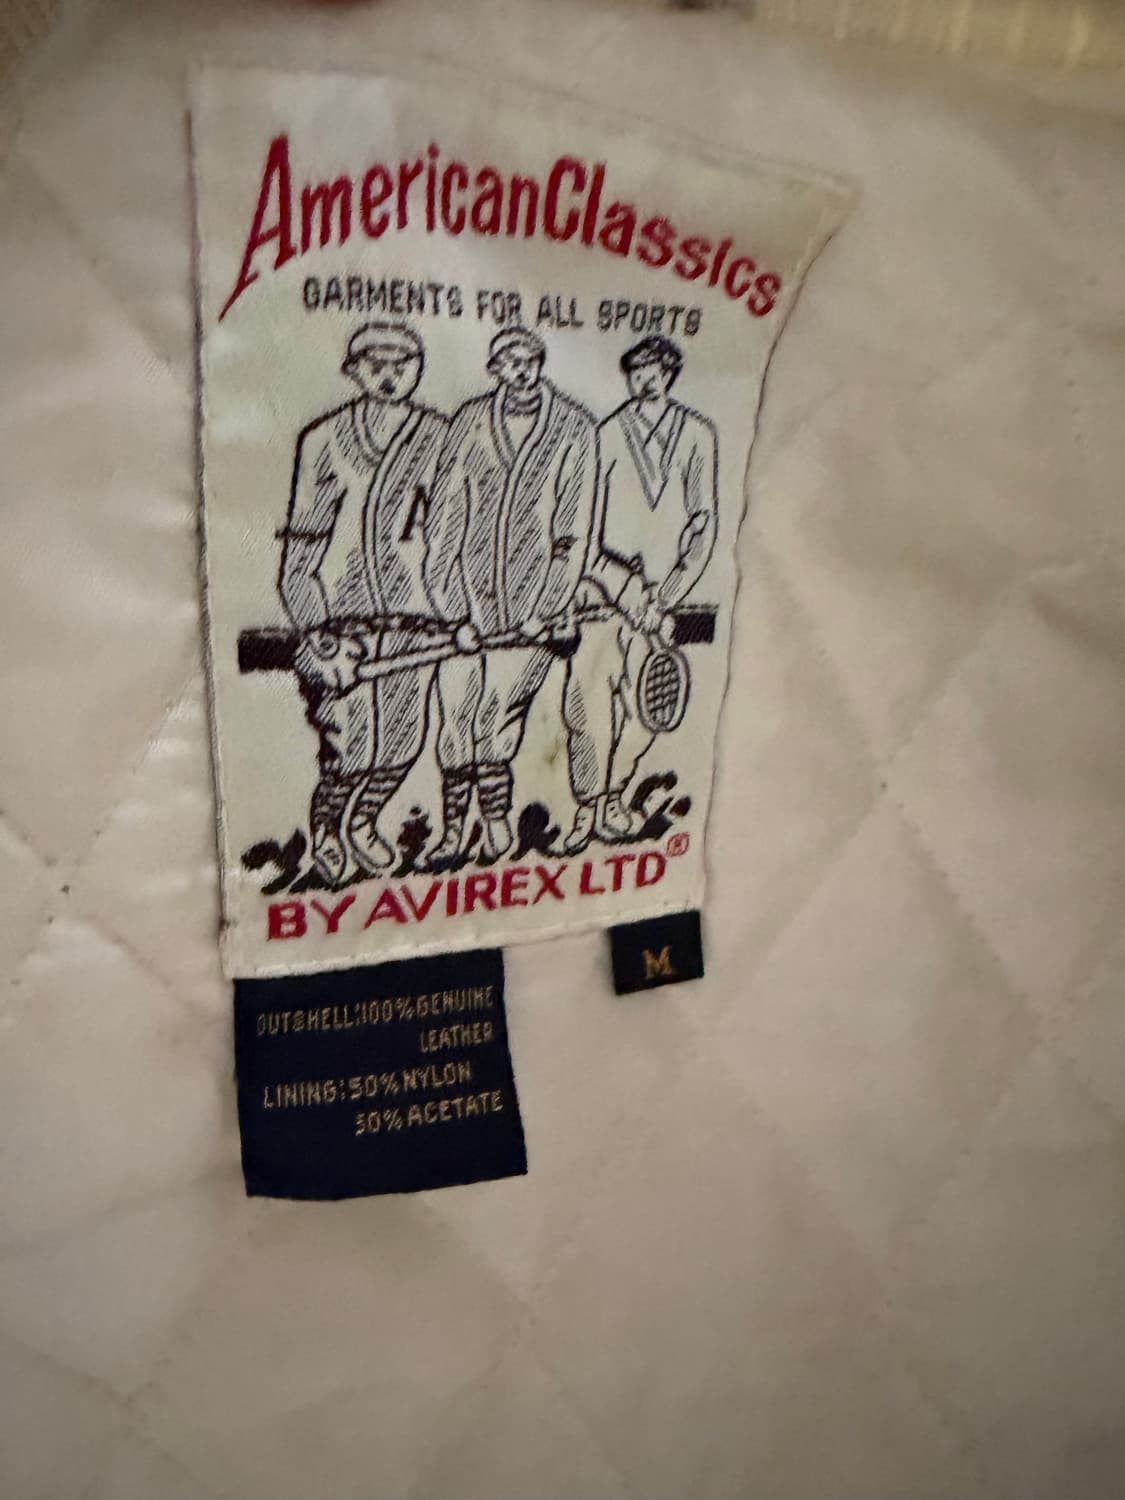 AmericanClassics
GARMENTS FOR ALL SPORTS
A
BY AVIREX LTD®
M
OUTSHELL:100%GENUINE
LEATHER
LINING:50%NYLON
50%ACETATE